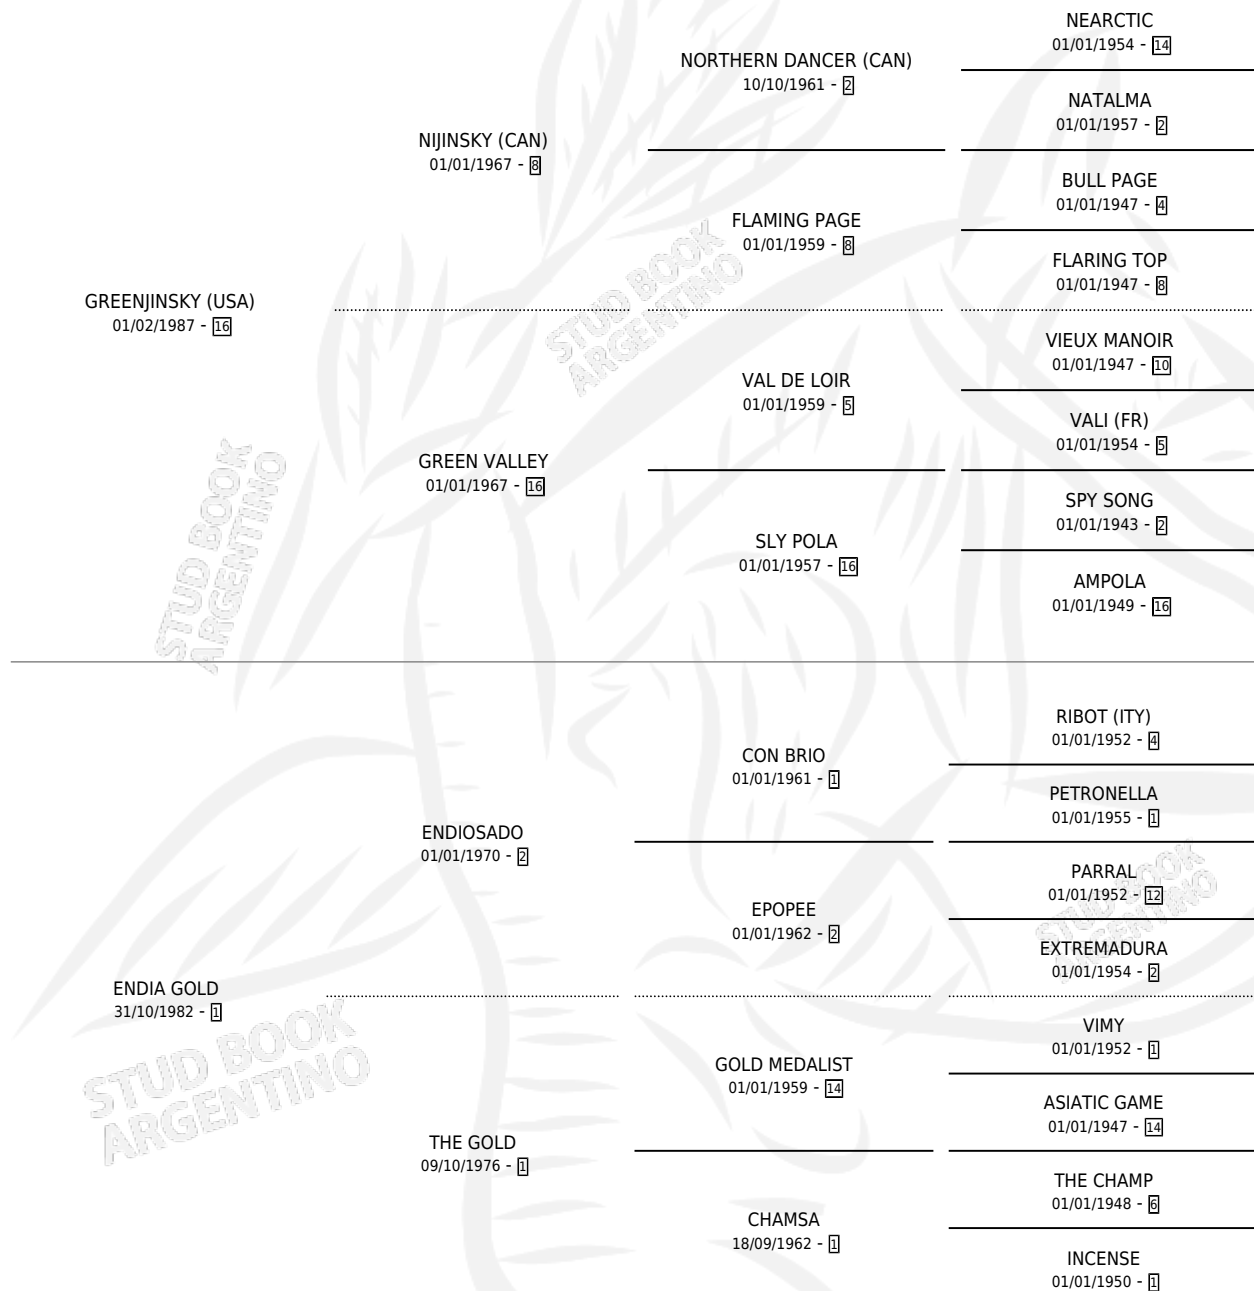 NEARCTIC
01/01/1954 - 14
NORTHERN DANCER (CAN)
10/10/1961 - 2
NATALMA
01/01/1957 - 2
NIJINSKY (CAN)
01/01/1967 - 8
BULL PAGE
01/01/1947 - 4
FLAMING PAGE
01/01/1959 - 8
FLARING TOP
01/01/1947 - 8
GREENJINSKY (USA)
01/02/1987 - 16
VIEUX MANOIR
01/01/1947 - 10
VAL DE LOIR
01/01/1959 - 5
VALI (FR)
01/01/1954 - 5
GREEN VALLEY
01/01/1967 - 16
SPY SONG
01/01/1943 - 2
SLY POLA
01/01/1957 - 16
AMPOLA
01/01/1949 - 16
STUD BOOK
ARGENTINO
STUD BOOK
ARGENTINO
RIBOT (ITY)
01/01/1952 - 4
CON BRIO
01/01/1961 - 1
PETRONELLA
01/01/1955 - 1
ENDIOSADO
01/01/1970 - 2
PARRAL
01/01/1952 - 12
EPOPEE
01/01/1962 - 2
EXTREMADURA
01/01/1954 - 2
STUD BOOK
ARGENTINO
ENDIA GOLD
31/10/1982 - 1
VIMY
01/01/1952 - 1
GOLD MEDALIST
01/01/1959 - 14
ASIATIC GAME
01/01/1947 - 14
THE GOLD
09/10/1976 - 1
THE CHAMP
01/01/1948 - 6
CHAMSA
18/09/1962 - 1
INCENSE
01/01/1950 - 1
STUD BOOK
ARGENTINO